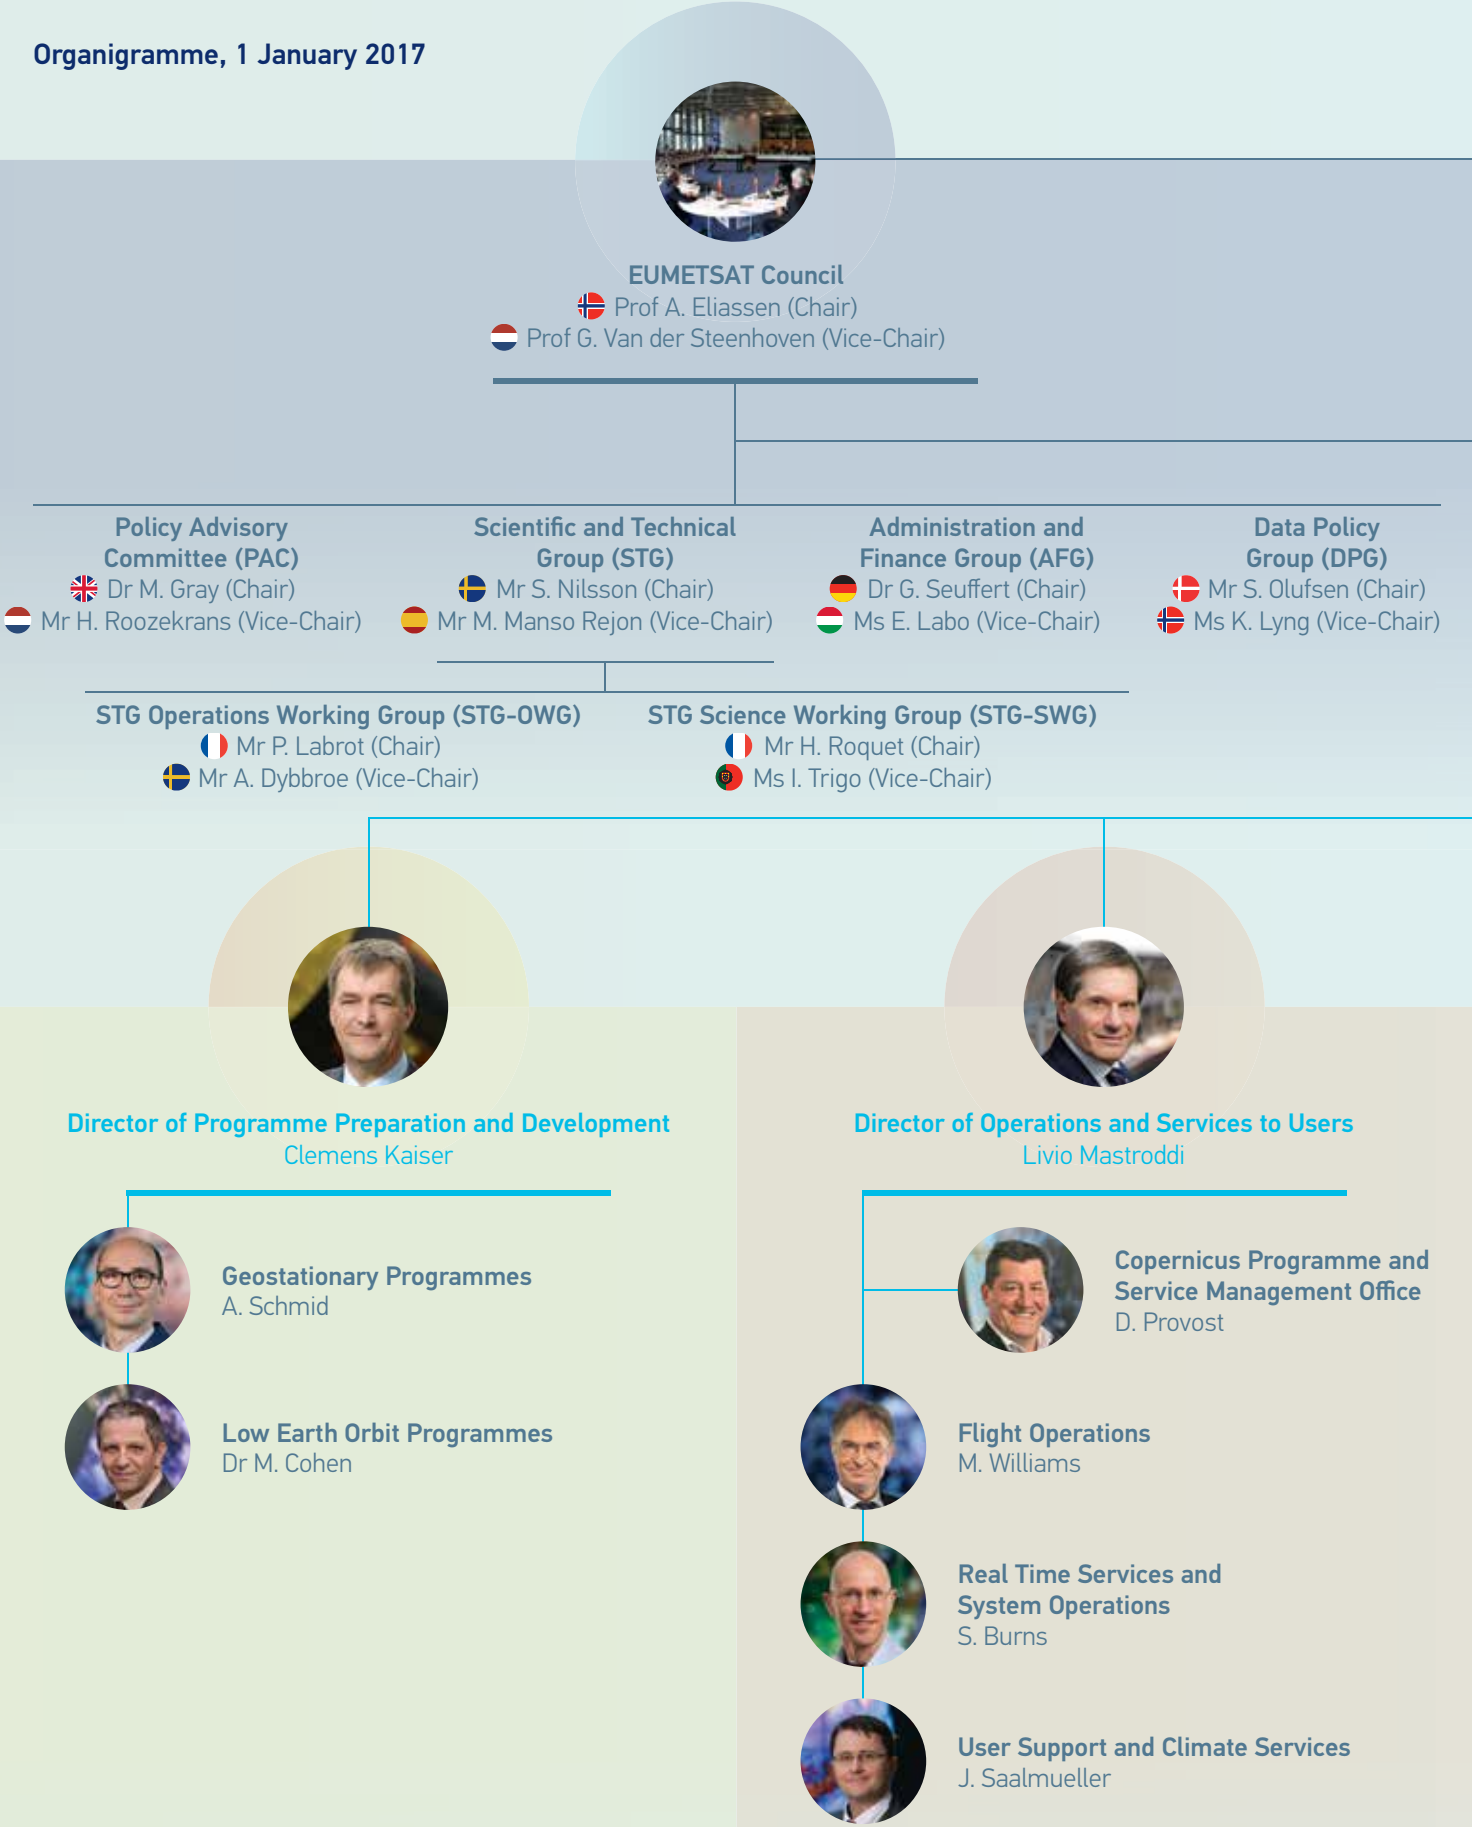 Organigramme, 1 January 2017
EUMETSAT Council
Prof A. Eliassen (Chair)
Prof G. Van der Steenhoven (Vice-Chair)
Policy Advisory
Committee (PAC)
Dr M. Gray (Chair)
Mr H. Roozekrans (Vice-Chair)
Scientific and Technical
Group (STG)
Mr S. Nilsson (Chair)
Mr M. Manso Rejon (Vice-Chair)
Administration and
Finance Group (AFG)
Dr G. Seuffert (Chair)
Ms E. Labo (Vice-Chair)
Data Policy
Group (DPG)
Mr S. Olufsen (Chair)
Ms K. Lyng (Vice-Chair)
STG Operations Working Group (STG-OWG)
Mr P. Labrot (Chair)
Mr A. Dybbroe (Vice-Chair)
STG Science Working Group (STG-SWG)
Mr H. Roquet (Chair)
Ms I. Trigo (Vice-Chair)
Director of Programme Preparation and Development
Clemens Kaiser
Geostationary Programmes
A. Schmid
Low Earth Orbit Programmes
Dr M. Cohen
Director of Operations and Services to Users
Livio Mastroddi
Copernicus Programme and
Service Management Office
D. Provost
Flight Operations
M. Williams
Real Time Services and
System Operations
S. Burns
User Support and Climate Services
J. Saalmueller